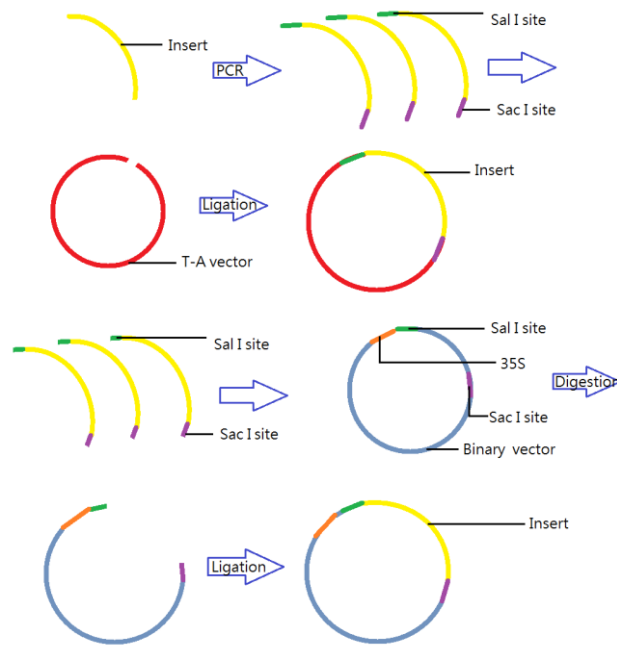 Insert
Sal I site
PCR
Sac I site
Ligation
Insert
T-A vector
Sal I site
Sac I site
Sal I site
35S
Digestion
Sac I site
Binary vector
Insert
Ligation